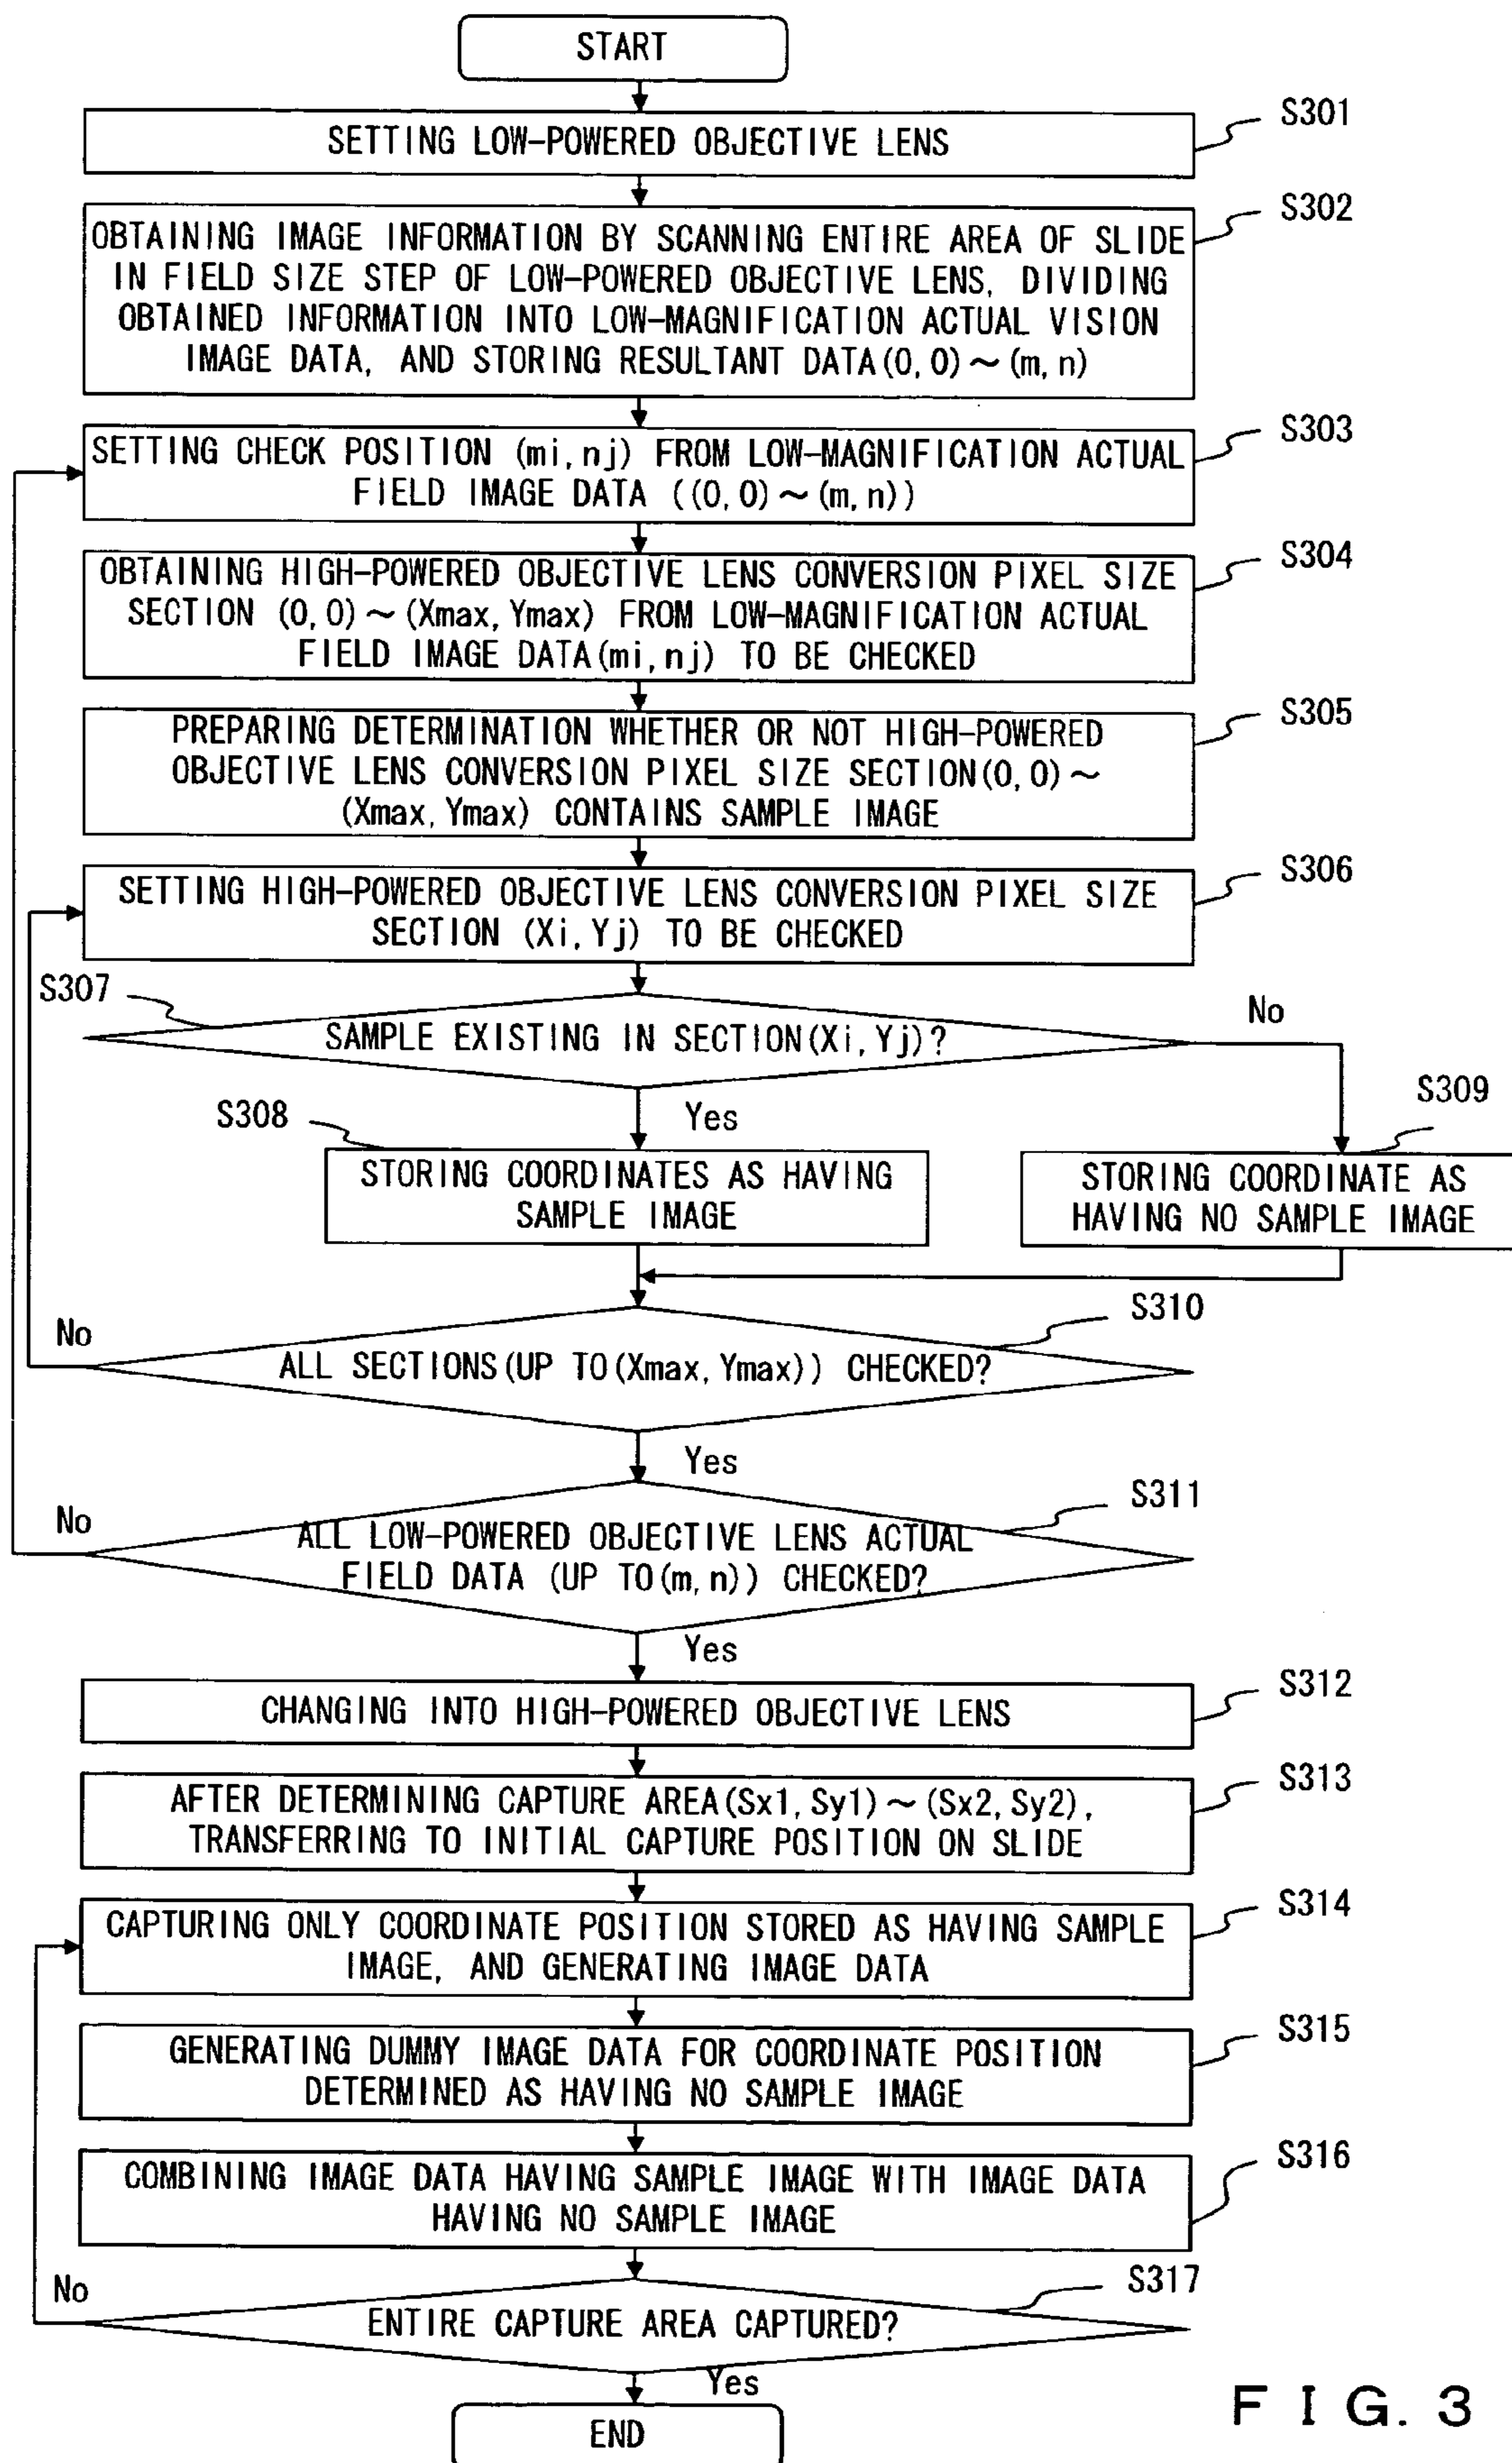 START
SETTING LOW-POWERED OBJECTIVE LENS
S301
OBTAINING IMAGE INFORMATION BY SCANNING ENTIRE AREA OF SLIDE
IN FIELD SIZE STEP OF LOW-POWERED OBJECTIVE LENS, DIVIDING
OBTAINED INFORMATION INTO LOW-MAGNIFICATION ACTUAL VISION
IMAGE DATA, AND STORING RESULTANT DATA(0,0)~(m,n)
S302
SETTING CHECK POSITION (mi,nj) FROM LOW-MAGNIFICATION ACTUAL
FIELD IMAGE DATA ((0,0)~(m,n))
S303
OBTAINING HIGH-POWERED OBJECTIVE LENS CONVERSION PIXEL SIZE
SECTION (0,0)~(Xmax,Ymax) FROM LOW-MAGNIFICATION ACTUAL
FIELD IMAGE DATA(mi,nj) TO BE CHECKED
S304
PREPARING DETERMINATION WHETHER OR NOT HIGH-POWERED
OBJECTIVE LENS CONVERSION PIXEL SIZE SECTION(0,0)~
(Xmax,Ymax) CONTAINS SAMPLE IMAGE
S305
SETTING HIGH-POWERED OBJECTIVE LENS CONVERSION PIXEL SIZE
SECTION (Xi,Yj) TO BE CHECKED
S306
S307
SAMPLE EXISTING IN SECTION(Xi,Yj)?
No
Yes
S308
STORING COORDINATES AS HAVING
SAMPLE IMAGE
S309
STORING COORDINATE AS
HAVING NO SAMPLE IMAGE
S310
No
ALL SECTIONS(UP TO(Xmax,Ymax)) CHECKED?
Yes
S311
No
ALL LOW-POWERED OBJECTIVE LENS ACTUAL
FIELD DATA (UP TO(m,n)) CHECKED?
Yes
CHANGING INTO HIGH-POWERED OBJECTIVE LENS
S312
AFTER DETERMINING CAPTURE AREA(Sx1,Sy1)~(Sx2,Sy2),
TRANSFERRING TO INITIAL CAPTURE POSITION ON SLIDE
S313
CAPTURING ONLY COORDINATE POSITION STORED AS HAVING SAMPLE
IMAGE, AND GENERATING IMAGE DATA
S314
GENERATING DUMMY IMAGE DATA FOR COORDINATE POSITION
DETERMINED AS HAVING NO SAMPLE IMAGE
S315
COMBINING IMAGE DATA HAVING SAMPLE IMAGE WITH IMAGE DATA
HAVING NO SAMPLE IMAGE
S316
No
ENTIRE CAPTURE AREA CAPTURED?
S317
Yes
END
FIG. 3